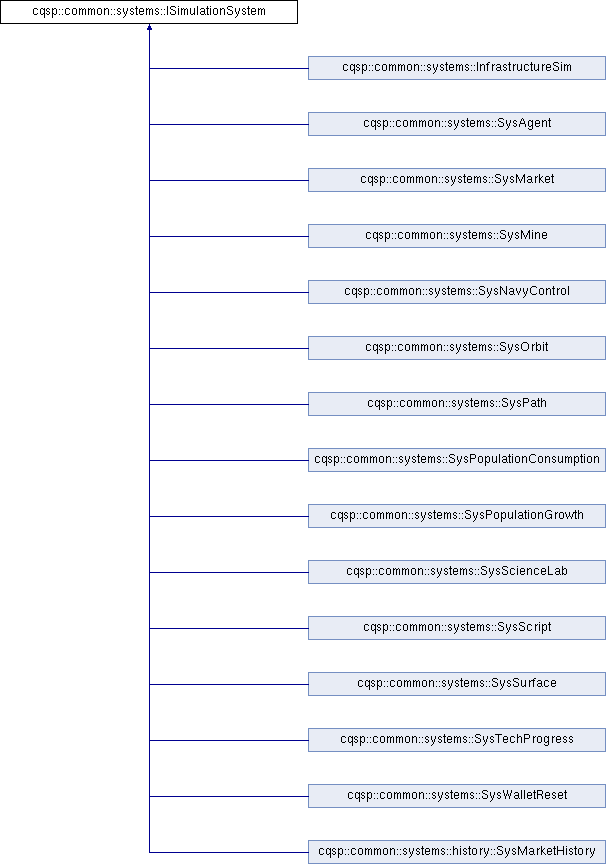 cqsp::common::systems::ISimulationSystem
cqsp::common::systems::InfrastructureSim
cqsp::common::systems::SysAgent
cqsp::common::systems::SysMarket
cqsp::common::systems::SysMine
cqsp::common::systems::SysNavyControl
cqsp::common::systems::SysOrbit
cqsp::common::systems::SysPath
cqsp::common::systems::SysPopulationConsumption
cqsp::common::systems::SysPopulationGrowth
cqsp::common::systems::SysScienceLab
cqsp::common::systems::SysScript
cqsp::common::systems::SysSurface
cqsp::common::systems::SysTechProgress
cqsp::common::systems::SysWalletReset
cqsp::common::systems::history::SysMarketHistory